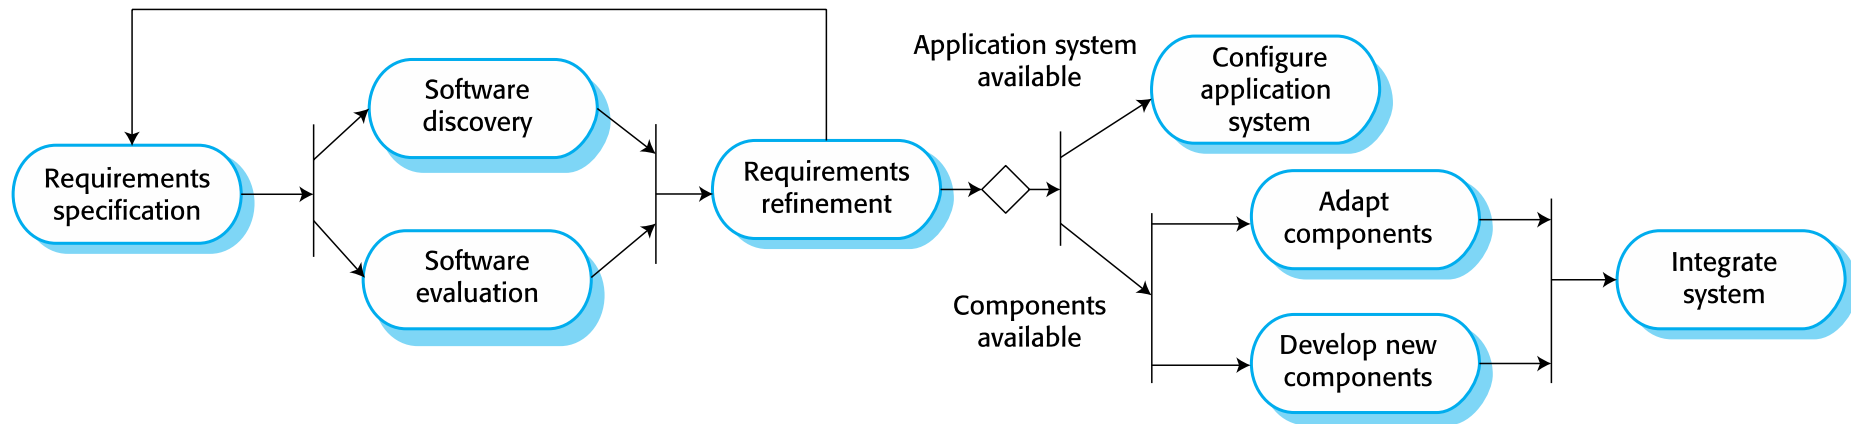 Requirements
specification
Software
discovery
Software
evaluation
Requirements
refinement
Application system
available
Configure
application
system
Components
available
Adapt
components
Develop new
components
Integrate
system